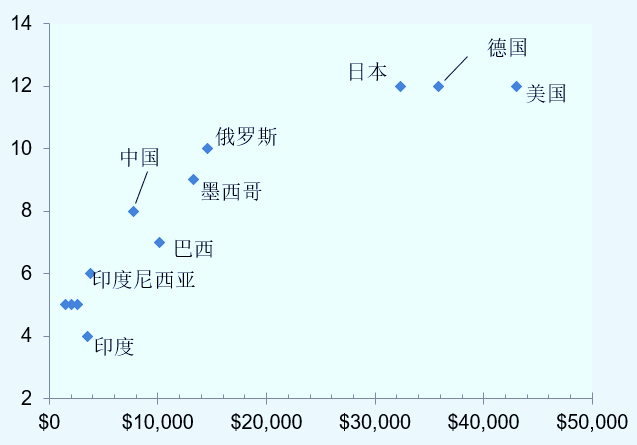 14
德国
日本
12
美国
俄罗斯
10
中国
墨西哥
8
巴西
6
印度尼西亚
4
印度
2
$0
$10,000
$20,000
$30,000
$40,000
$50,000